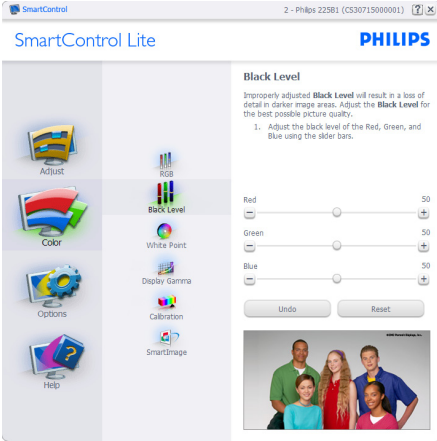 SmartControl
2 - Philips 225B1 (CS30715000001)
SmartControl Lite
PHILIPS
Adjust
Color
Options
Help
RGB
Black Level
White Point
Display Gamma
Calibration
SmartImage
Black Level
Improperly adjusted Black Level will result in a loss of
detail in darker image areas. Adjust the Black Level for
the best possible picture quality.
1. Adjust the black level of the Red, Green, and
Blue using the slider bars.
Red 50
Green 50
Blue 50
Undo
Reset